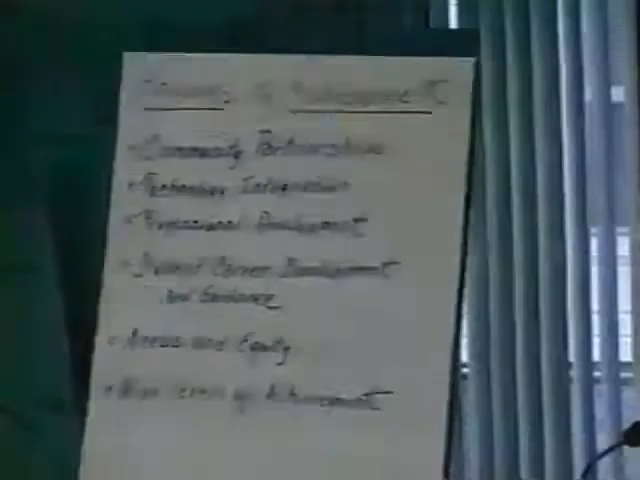 Community Partnerships
Technology Integration
Professional Development
Student Career Development
and Guidance
Access and Equity
High Levels of Achievement